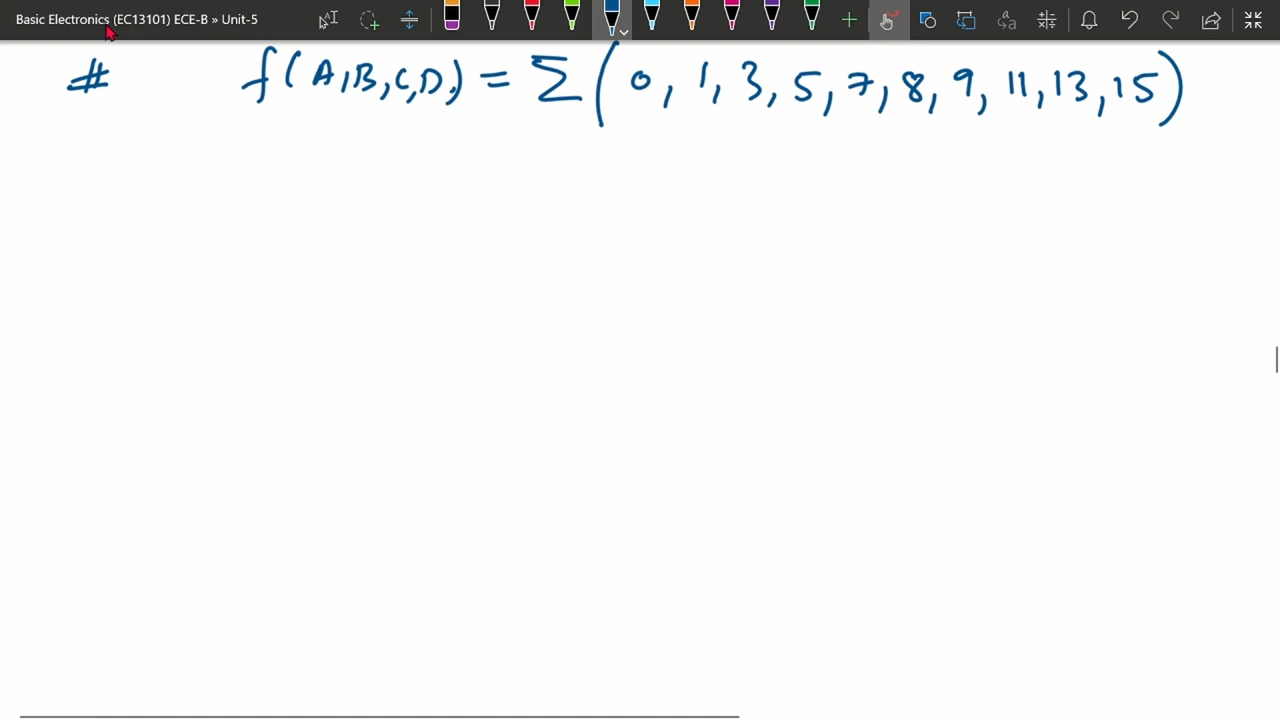 Basic Electronics (EC13101) ECE-B » Unit-5
# f(A,B,C,D,) = Σ(0, 1, 3, 5, 7, 8, 9, 11, 13, 15)